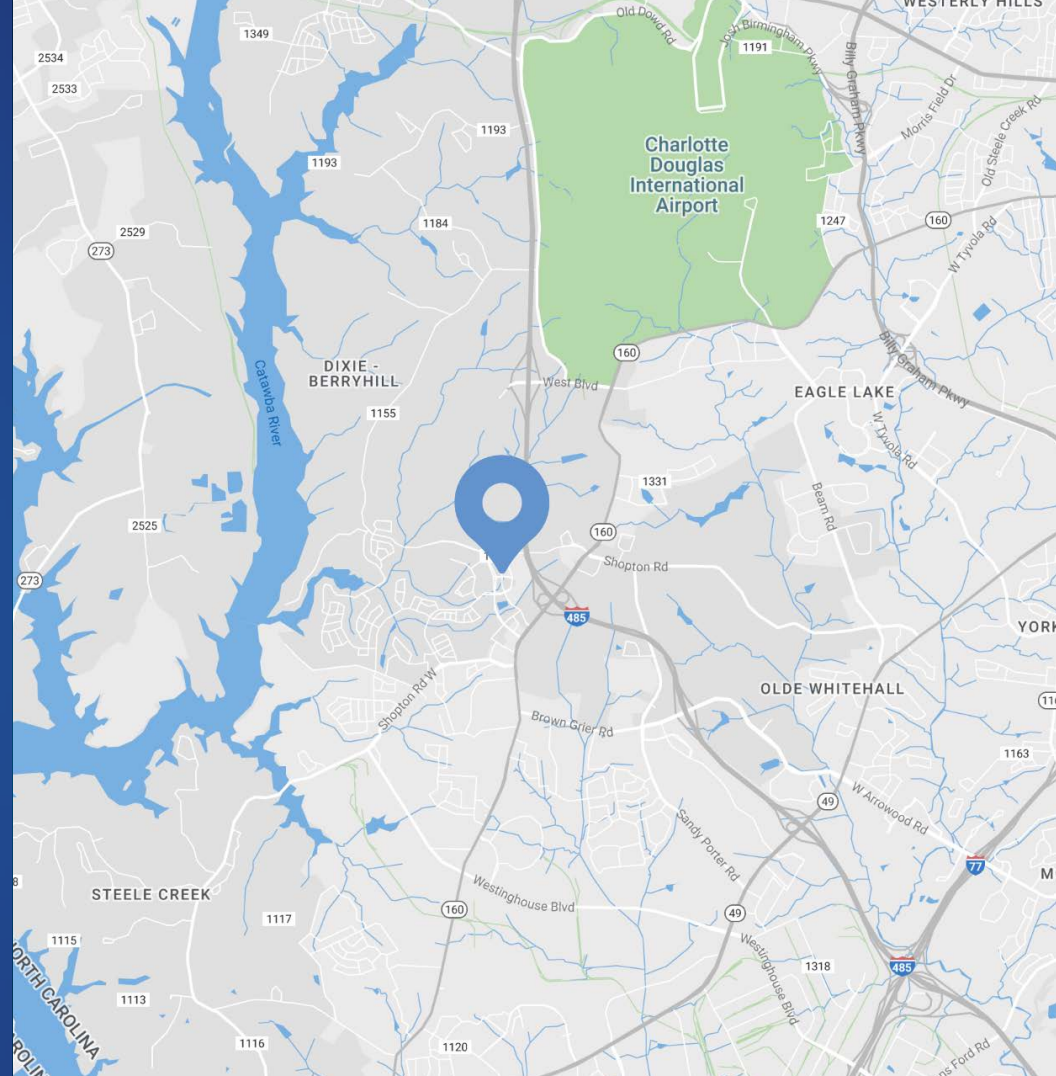 WESTERLY HILLS
Old Dowd Rd
Josh Birmingham Pkwy
1349
1191
2534
Billy Graham Pkwy
2533
Morris Field Dr
Old Steele Creek Rd
1193
Charlotte
Douglas
International
Airport
1193
1184
1247
160
2529
273
W Tyvola Rd
160
Billy Graham Pkwy
DIXIE -
BERRYHILL
West Blvd
EAGLE LAKE
Catawba River
1155
W Tyvola Rd
1331
Beam Rd
2525
160
Shopton Rd
273
485
YORK
OLDE WHITEHALL
Shopton Rd W
Brown Grier Rd
1163
49
W Arrowood Rd
Sandy Porter Rd
77
STEELE CREEK
Westinghouse Blvd
160
49
1117
1115
Westinghouse Blvd
1318
485
NORTH CAROLINA
1113
1116
1120